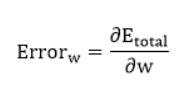 Error_w = ∂E_total / ∂w